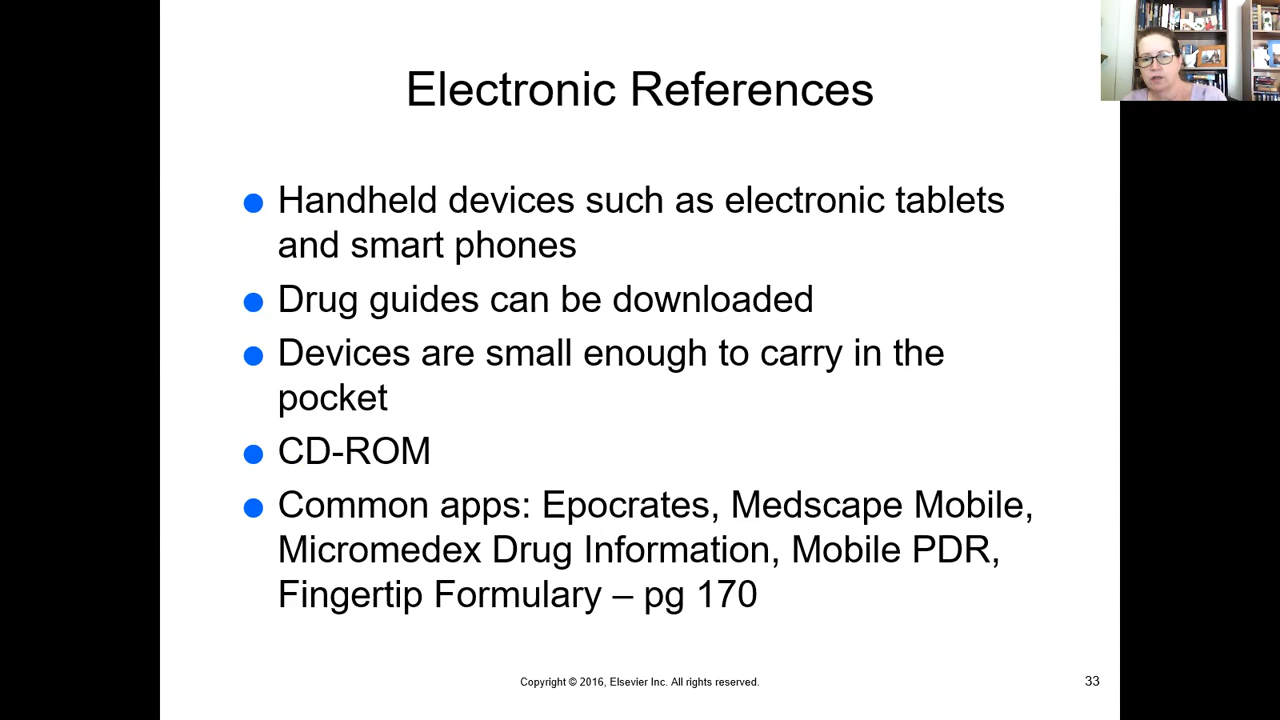 Electronic References
Handheld devices such as electronic tablets
and smart phones
Drug guides can be downloaded
Devices are small enough to carry in the
pocket
CD-ROM
Common apps: Epocrates, Medscape Mobile,
Micromedex Drug Information, Mobile PDR,
Fingertip Formulary – pg 170
Copyright © 2016, Elsevier Inc. All rights reserved.
33